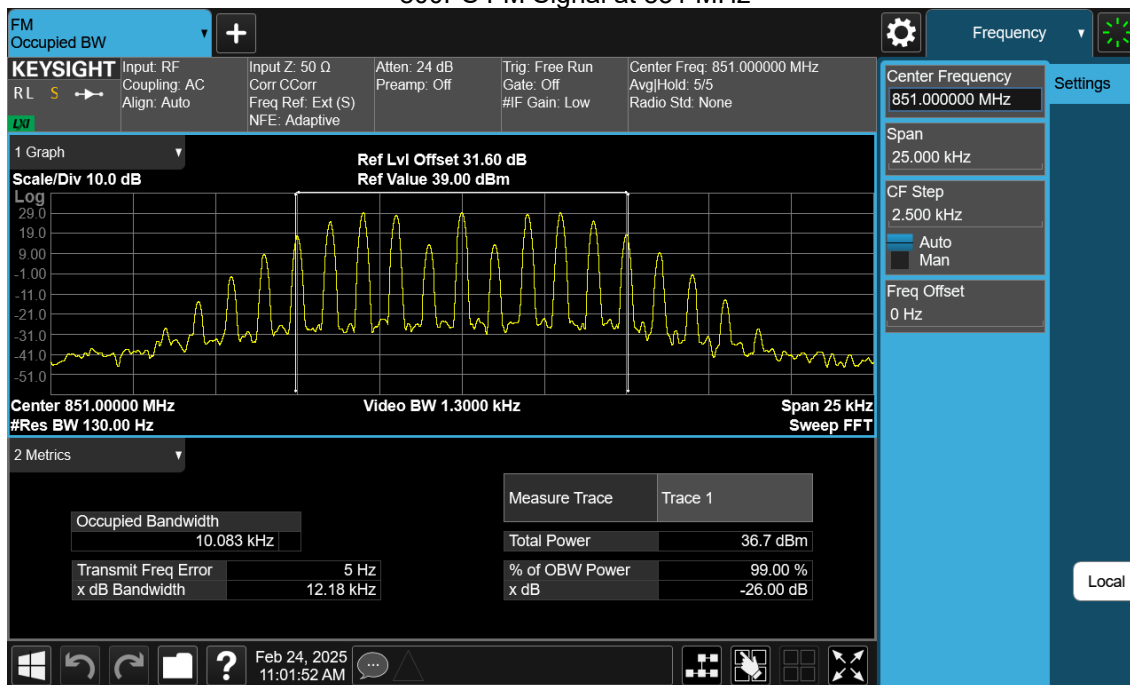 FM
Occupied BW
Frequency
KEYSIGHT
R L S
LXI
Input: RF
Coupling: AC
Align: Auto
Input Z: 50 Ω
Corr CCorr
Freq Ref: Ext (S)
NFE: Adaptive
Atten: 24 dB
Preamp: Off
Trig: Free Run
Gate: Off
#IF Gain: Low
Center Freq: 851.000000 MHz
Avg|Hold: 5/5
Radio Std: None
Center Frequency
851.000000 MHz
Settings
Span
25.000 kHz
CF Step
2.500 kHz
Auto
Man
Freq Offset
0 Hz
Local
1 Graph
Scale/Div 10.0 dB
Ref Lvl Offset 31.60 dB
Ref Value 39.00 dBm
Log
29.0
19.0
9.00
-1.00
-11.0
-21.0
-31.0
-41.0
-51.0
Center 851.00000 MHz
Video BW 1.3000 kHz
Span 25 kHz
#Res BW 130.00 Hz
Sweep FFT
2 Metrics
Measure Trace Trace 1
Occupied Bandwidth
10.083 kHz
Total Power 36.7 dBm
Transmit Freq Error 5 Hz
% of OBW Power 99.00 %
x dB Bandwidth 12.18 kHz
x dB -26.00 dB
?
Feb 24, 2025
11:01:52 AM